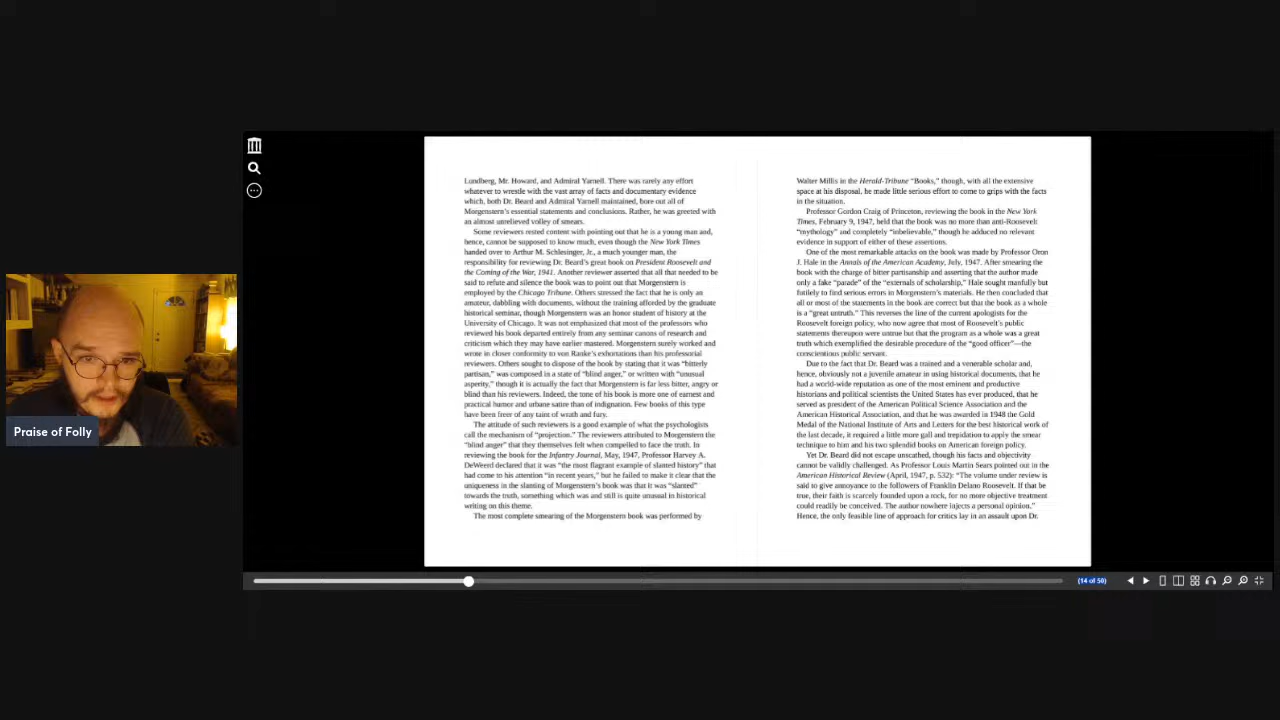 Lundberg, Mr. Howard, and Admiral Yarnell. There was rarely any effort
whatever to wrestle with the vast array of facts and documentary evidence
which, both Dr. Beard and Admiral Yarnell maintained, bore out all of
Morgenstern's essential statements and conclusions. Rather, he was greeted with
an almost unrelieved volley of smears.
Some reviewers rested content with pointing out that he is a young man and,
hence, cannot be supposed to know much, even though the New York Times
handed over to Arthur M. Schlesinger, Jr., a much younger man, the
responsibility for reviewing Dr. Beard's great book on President Roosevelt and
the Coming of the War, 1941. Another reviewer asserted that all that needed to be
said to refute and silence the book was to point out that Morgenstern is
employed by the Chicago Tribune. Others stressed the fact that he is only an
amateur, dabbling with documents, without the training afforded by the graduate
historical seminar, though Morgenstern was an honor student of history at the
University of Chicago. It was not emphasized that most of the professors who
reviewed his book departed entirely from any seminar canons of research and
criticism which they may have earlier mastered. Morgenstern surely worked and
wrote in closer conformity to von Ranke's exhortations than his professorial
reviewers. Others sought to dispose of the book by stating that it was "bitterly
partisan," was composed in a state of "blind anger," or written with "unusual
asperity," though it is actually the fact that Morgenstern is far less bitter, angry or
blind than his reviewers. Indeed, the tone of his book is more one of earnest and
practical humor and urbane satire than of indignation. Few books of this type
have been freer of any taint of wrath and fury.
The attitude of such reviewers is a good example of what the psychologists
call the mechanism of "projection." The reviewers attributed to Morgenstern the
"blind anger" that they themselves felt when compelled to face the truth. In
reviewing the book for the Infantry Journal, May, 1947, Professor Harvey A.
DeWeerd declared that it was "the most flagrant example of slanted history" that
had come to his attention "in recent years," but he failed to make it clear that the
uniqueness in the slanting of Morgenstern's book was that it was "slanted"
towards the truth, something which was and still is quite unusual in historical
writing on this theme.
The most complete smearing of the Morgenstern book was performed by
Walter Millis in the Herald-Tribune "Books," though, with all the extensive
space at his disposal, he made little serious effort to come to grips with the facts
in the situation.
Professor Gordon Craig of Princeton, reviewing the book in the New York
Times, February 9, 1947, held that the book was no more than anti-Roosevelt
"mythology" and completely "inbelievable," though he adduced no relevant
evidence in support of either of these assertions.
One of the most remarkable attacks on the book was made by Professor Oron
J. Hale in the Annals of the American Academy, July, 1947. After smearing the
book with the charge of bitter partisanship and asserting that the author made
only a fake "parade" of the "externals of scholarship," Hale sought manfully but
futilely to find serious errors in Morgenstern's materials. He then concluded that
all or most of the statements in the book are correct but that the book as a whole
is a "great untruth." This reverses the line of the current apologists for the
Roosevelt foreign policy, who now agree that most of Roosevelt's public
statements thereupon were untrue but that the program as a whole was a great
truth which exemplified the desirable procedure of the "good officer"—the
conscientious public servant.
Due to the fact that Dr. Beard was a trained and a venerable scholar and,
hence, obviously not a juvenile amateur in using historical documents, that he
had a world-wide reputation as one of the most eminent and productive
historians and political scientists the United States has ever produced, that he
served as president of the American Political Science Association and the
American Historical Association, and that he was awarded in 1948 the Gold
Medal of the National Institute of Arts and Letters for the best historical work of
the last decade, it required a little more gall and trepidation to apply the smear
technique to him and his two splendid books on American foreign policy.
Yet Dr. Beard did not escape unscathed, though his facts and objectivity
cannot be validly challenged. As Professor Louis Martin Sears pointed out in the
American Historical Review (April, 1947, p. 532): "The volume under review is
said to give annoyance to the followers of Franklin Delano Roosevelt. If that be
true, their faith is scarcely founded upon a rock, for no more objective treatment
could readily be conceived. The author nowhere injects a personal opinion."
Hence, the only feasible line of approach for critics lay in an assault upon Dr.
Praise of Folly
(14 of 50)